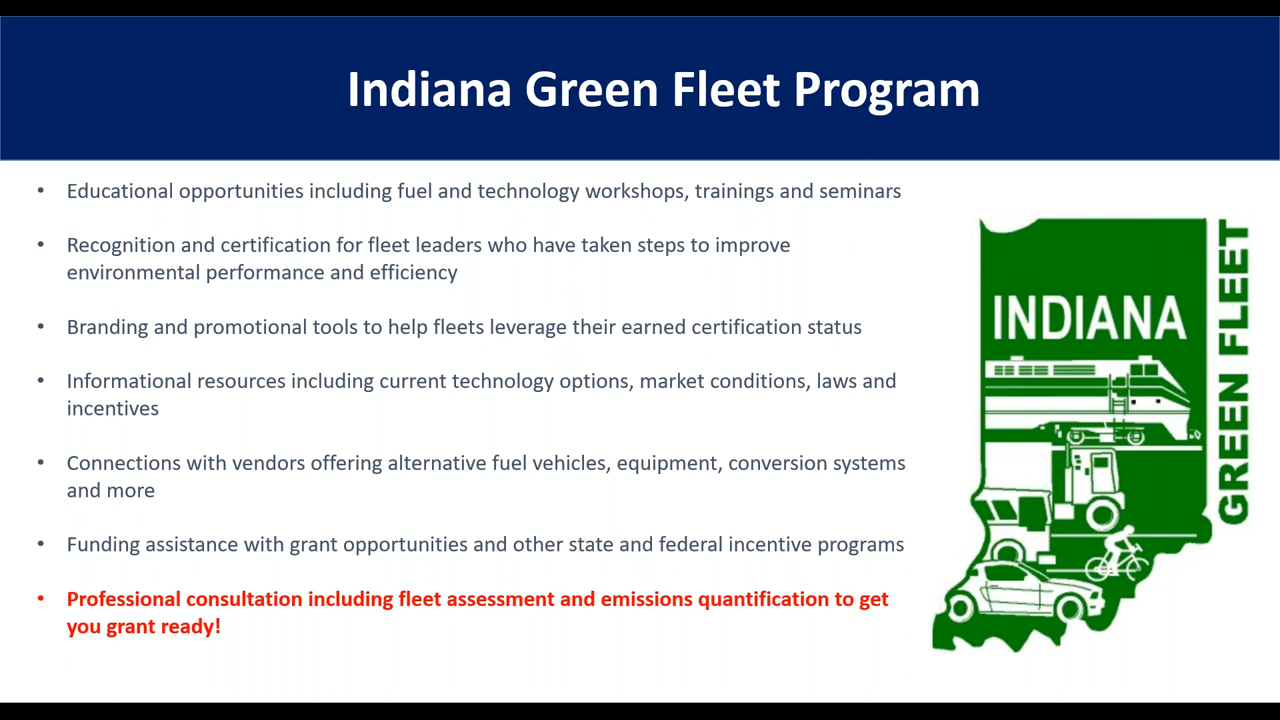 Indiana Green Fleet Program
• Educational opportunities including fuel and technology workshops, trainings and seminars
• Recognition and certification for fleet leaders who have taken steps to improve
environmental performance and efficiency
• Branding and promotional tools to help fleets leverage their earned certification status
• Informational resources including current technology options, market conditions, laws and
incentives
• Connections with vendors offering alternative fuel vehicles, equipment, conversion systems
and more
• Funding assistance with grant opportunities and other state and federal incentive programs
• Professional consultation including fleet assessment and emissions quantification to get
you grant ready!
INDIANA
GREEN FLEET